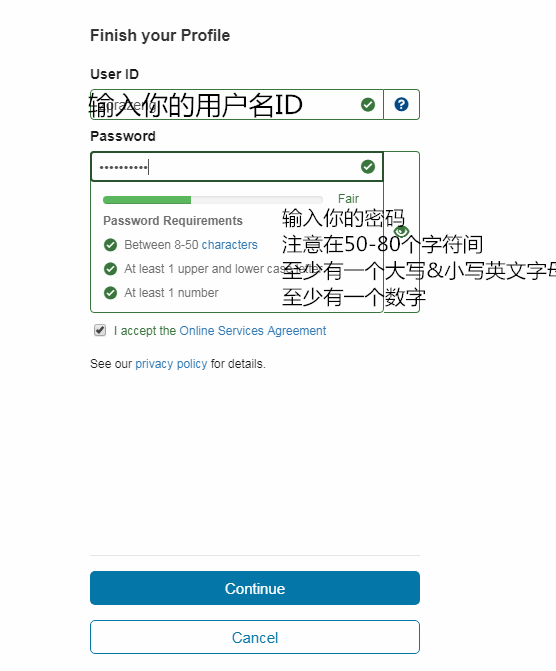 Finish your Profile
User ID
输入你的用户名ID
Password
••••••••••
Fair
输入你的密码
Password Requirements
注意在50-80个字符间
Between 8-50 characters
至少有一个大写&小写英文字母
At least 1 upper and lower case letter
至少有一个数字
At least 1 number
I accept the Online Services Agreement
See our privacy policy for details.
Continue
Cancel